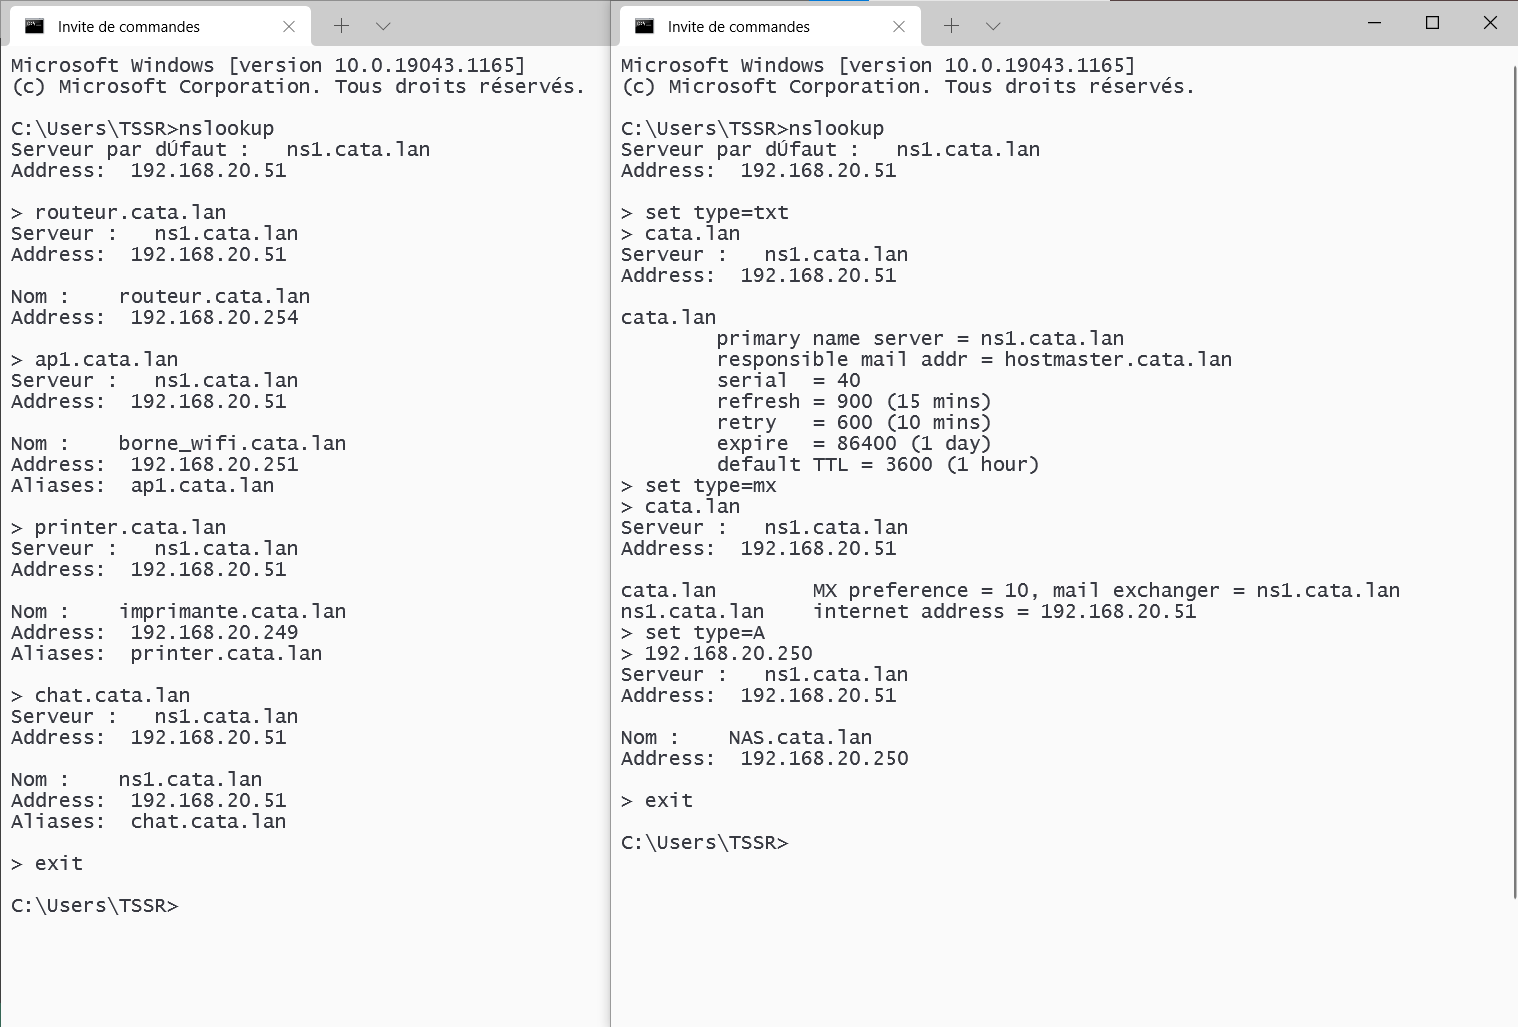 Invite de commandes
Microsoft Windows [version 10.0.19043.1165]
(c) Microsoft Corporation. Tous droits réservés.
C:\Users\TSSR>nslookup
Serveur par dÚfaut :   ns1.cata.lan
Address:  192.168.20.51
> routeur.cata.lan
Serveur :   ns1.cata.lan
Address:  192.168.20.51
Nom :    routeur.cata.lan
Address:  192.168.20.254
> ap1.cata.lan
Serveur :   ns1.cata.lan
Address:  192.168.20.51
Nom :    borne_wifi.cata.lan
Address:  192.168.20.251
Aliases:  ap1.cata.lan
> printer.cata.lan
Serveur :   ns1.cata.lan
Address:  192.168.20.51
Nom :    imprimante.cata.lan
Address:  192.168.20.249
Aliases:  printer.cata.lan
> chat.cata.lan
Serveur :   ns1.cata.lan
Address:  192.168.20.51
Nom :    ns1.cata.lan
Address:  192.168.20.51
Aliases:  chat.cata.lan
> exit
C:\Users\TSSR>
Invite de commandes
Microsoft Windows [version 10.0.19043.1165]
(c) Microsoft Corporation. Tous droits réservés.
C:\Users\TSSR>nslookup
Serveur par dÚfaut :   ns1.cata.lan
Address:  192.168.20.51
> set type=txt
> cata.lan
Serveur :   ns1.cata.lan
Address:  192.168.20.51
cata.lan
primary name server = ns1.cata.lan
responsible mail addr = hostmaster.cata.lan
serial  = 40
refresh = 900 (15 mins)
retry   = 600 (10 mins)
expire  = 86400 (1 day)
default TTL = 3600 (1 hour)
> set type=mx
> cata.lan
Serveur :   ns1.cata.lan
Address:  192.168.20.51
cata.lan        MX preference = 10, mail exchanger = ns1.cata.lan
ns1.cata.lan    internet address = 192.168.20.51
> set type=A
> 192.168.20.250
Serveur :   ns1.cata.lan
Address:  192.168.20.51
Nom :    NAS.cata.lan
Address:  192.168.20.250
> exit
C:\Users\TSSR>